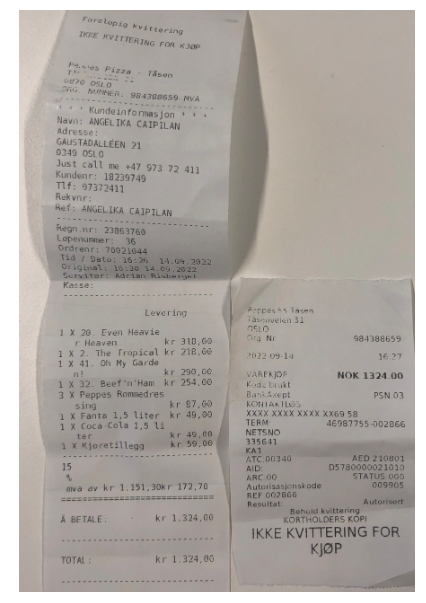 Foreløpig kvittering
IKKE KVITTERING FOR KJØP
Peppes Pizza - Tåsen
0870 OSLO
ORG. NUMMER: 984388659 MVA
' ' ' Kundeinformasjon ' ' '
Navn: ANGELIKA CAIPILAN
Adresse:
GAUSTADALLÉEN 21
0349 OSLO
Just call me +47 973 72 411
Kundenr: 18239749
Tlf: 97372411
Rekvnr:
Ref: ANGELIKA CAIPILAN
Regn.nr: 23863760
Løpenummer: 36
Ordrenr: 70921044
Tid / Dato: 16:26 14.09.2022
Original: 16:20 14.09.2022
Servitør: Adrian
Kasse:
Levering
1 X 20. Even Heavie
r Heaven kr 318,00
1 X 2. The Tropical kr 218,00
1 X 41. Oh My Garde
n! kr 290,00
1 X 32. Beef'n'Ham kr 254,00
3 X Peppes Rømmedres
sing kr 87,00
1 X Fanta 1,5 liter kr 49,00
1 X Coca Cola 1,5 li
ter kr 49,00
1 X Kjøretillegg kr 59,00
15
%
mva av kr 1.151,30kr 172,70
Å BETALE: kr 1.324,00
TOTAL: kr 1.324,00
Peppes Tåsen
Tåsenveien 31
OSLO
Org. Nr. 984388659
2022-09-14 16:27
VAREKJØP NOK 1324.00
Kode brukt
BankAxept PSN.03
KONTAKTLØS
XXXX XXXX XXXX XX69 58
TERM: 46987755-002866
NETSNO
335641
KA1
ATC:00340 AED:210801
AID: D5780000021010
ARC:00 STATUS:000
Autorisasjonskode 009905
REF:002866
Resultat: Autorisert
Behold kvittering
KORTHOLDERS KOPI
IKKE KVITTERING FOR
KJØP